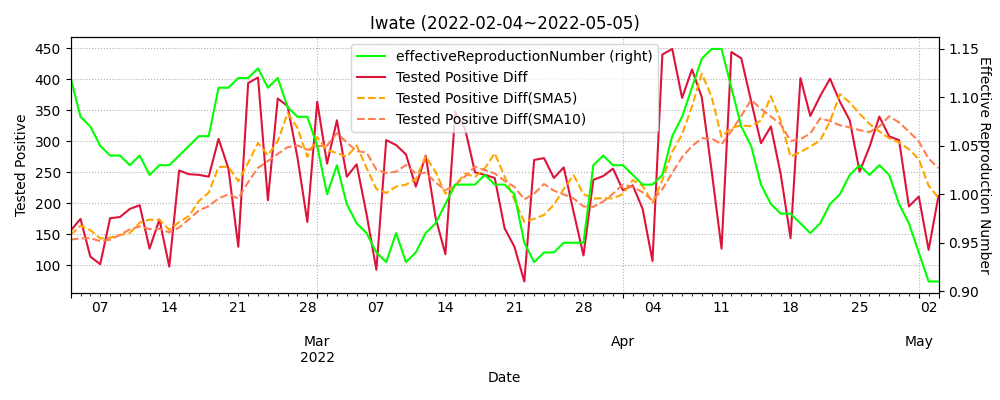 Iwate (2022-02-04~2022-05-05)
450
400
350
300
250
200
150
100
Tested Positive
effectiveReproductionNumber (right)
Tested Positive Diff
Tested Positive Diff(SMA5)
Tested Positive Diff(SMA10)
1.15
1.10
1.05
1.00
0.95
0.90
Effective Reproduction Number
07 14 21 28 07 14 21 28 04 11 18 25 02
Mar Apr May
2022
Date